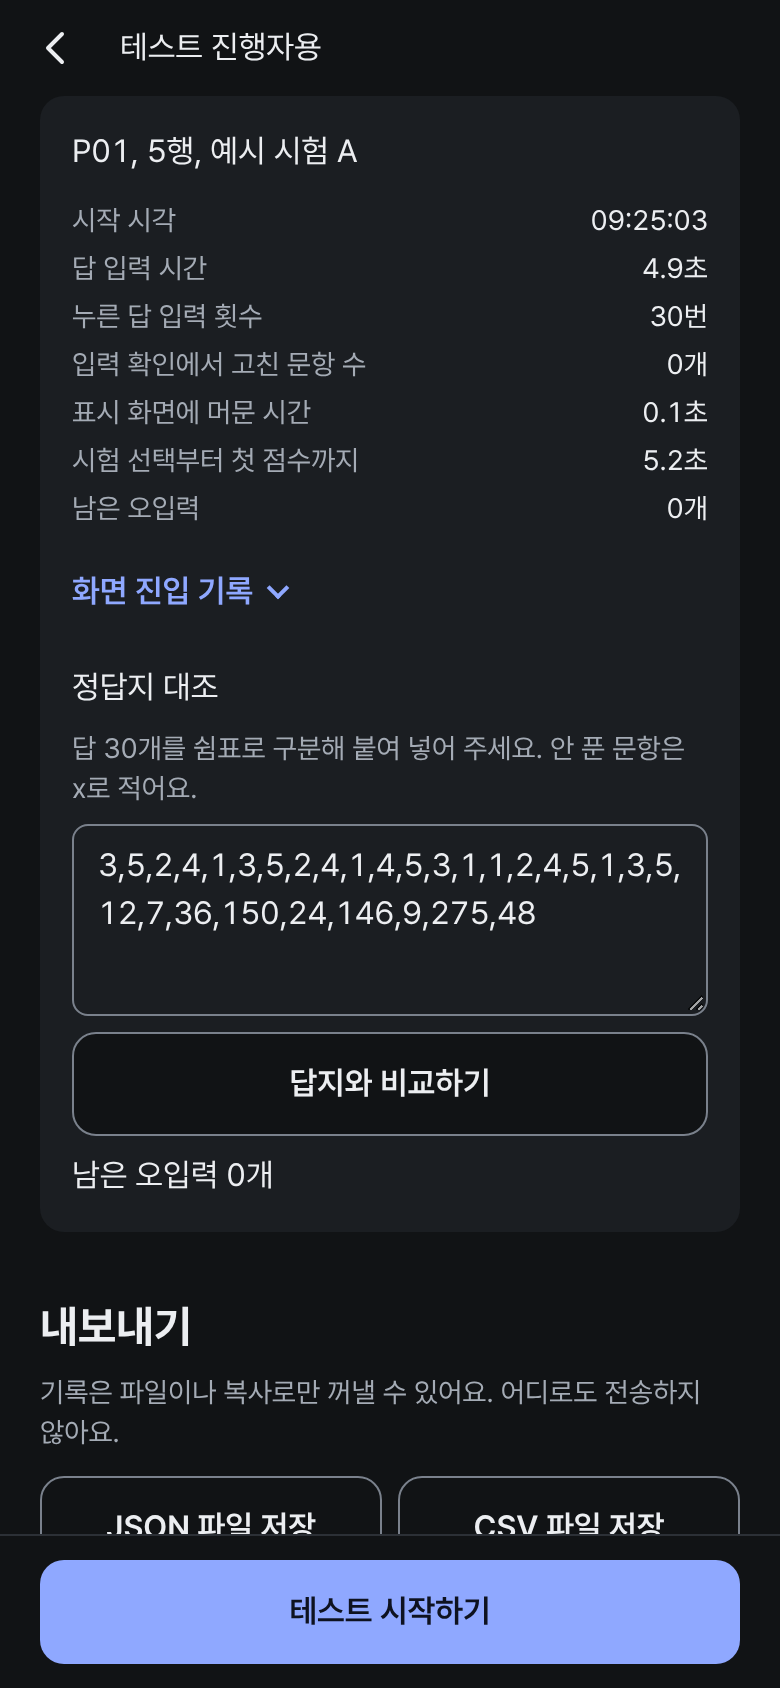 테스트 진행자용
P01, 5행, 예시 시험 A
시작 시각 09:25:03
답 입력 시간 4.9초
누른 답 입력 횟수 30번
입력 확인에서 고친 문항 수 0개
표시 화면에 머문 시간 0.1초
시험 선택부터 첫 점수까지 5.2초
남은 오입력 0개
화면 진입 기록
정답지 대조
답 30개를 쉼표로 구분해 붙여 넣어 주세요. 안 푼 문항은
x로 적어요.
3,5,2,4,1,3,5,2,4,1,4,5,3,1,1,2,4,5,1,3,5,
12,7,36,150,24,146,9,275,48
답지와 비교하기
남은 오입력 0개
내보내기
기록은 파일이나 복사로만 꺼낼 수 있어요. 어디로도 전송하지
않아요.
JSON 파일 저장 CSV 파일 저장
테스트 시작하기